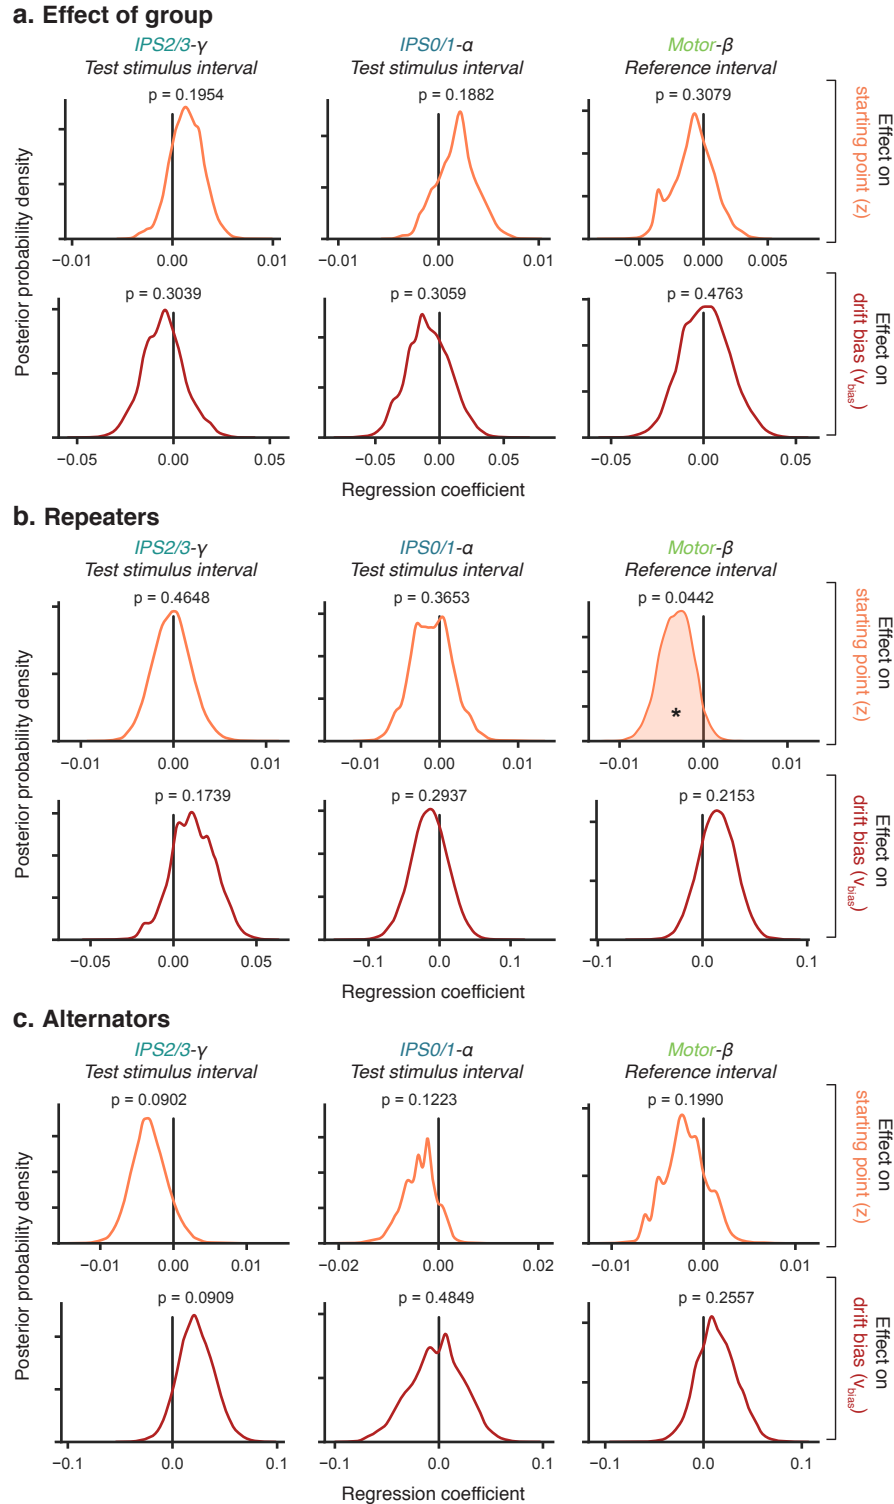 a. Effect of group
IPS2/3-γ
Test stimulus interval
IPS0/1-α
Test stimulus interval
Motor-β
Reference interval
p = 0.1954
p = 0.1882
p = 0.3079
−0.01 0.00 0.01
−0.01 0.00 0.01
−0.005 0.000 0.005
Effect on
starting point (z)
Posterior probability density
p = 0.3039
p = 0.3059
p = 0.4763
−0.05 0.00 0.05
−0.05 0.00 0.05
−0.05 0.00 0.05
Effect on
drift bias (vbias)
Regression coefficient
b. Repeaters
IPS2/3-γ
Test stimulus interval
IPS0/1-α
Test stimulus interval
Motor-β
Reference interval
p = 0.4648
p = 0.3653
p = 0.0442
*
−0.01 0.00 0.01
−0.01 0.00 0.01
−0.01 0.00 0.01
Effect on
starting point (z)
Posterior probability density
p = 0.1739
p = 0.2937
p = 0.2153
−0.05 0.00 0.05
−0.1 0.0 0.1
−0.1 0.0 0.1
Effect on
drift bias (vbias)
Regression coefficient
c. Alternators
IPS2/3-γ
Test stimulus interval
IPS0/1-α
Test stimulus interval
Motor-β
Reference interval
p = 0.0902
p = 0.1223
p = 0.1990
−0.01 0.00 0.01
−0.02 0.00 0.02
−0.01 0.00 0.01
Effect on
starting point (z)
Posterior probability density
p = 0.0909
p = 0.4849
p = 0.2557
−0.1 0.0 0.1
−0.1 0.0 0.1
−0.1 0.0 0.1
Effect on
drift bias (vbias)
Regression coefficient